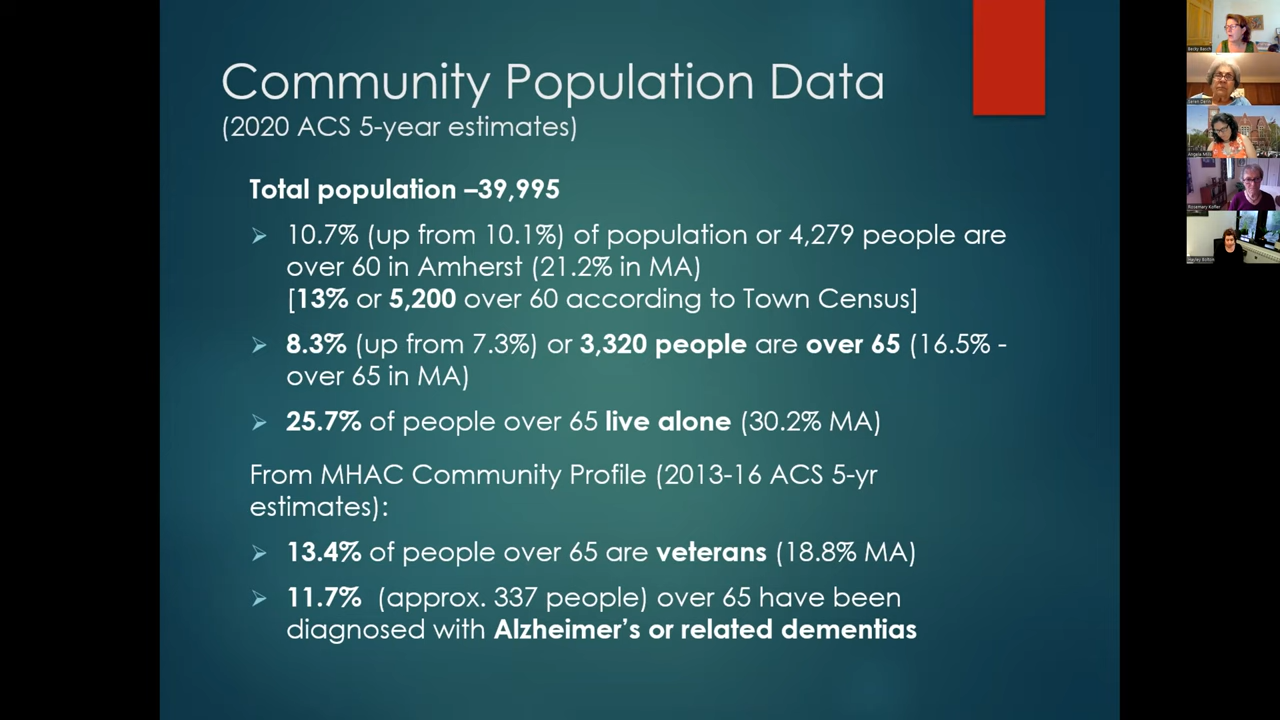 Community Population Data
(2020 ACS 5-year estimates)
Total population –39,995
10.7% (up from 10.1%) of population or 4,279 people are
over 60 in Amherst (21.2% in MA)
[13% or 5,200 over 60 according to Town Census]
8.3% (up from 7.3%) or 3,320 people are over 65 (16.5% -
over 65 in MA)
25.7% of people over 65 live alone (30.2% MA)
From MHAC Community Profile (2013-16 ACS 5-yr
estimates):
13.4% of people over 65 are veterans (18.8% MA)
11.7%  (approx. 337 people) over 65 have been
diagnosed with Alzheimer’s or related dementias
Rosemary Kofler
Hayley Bolton